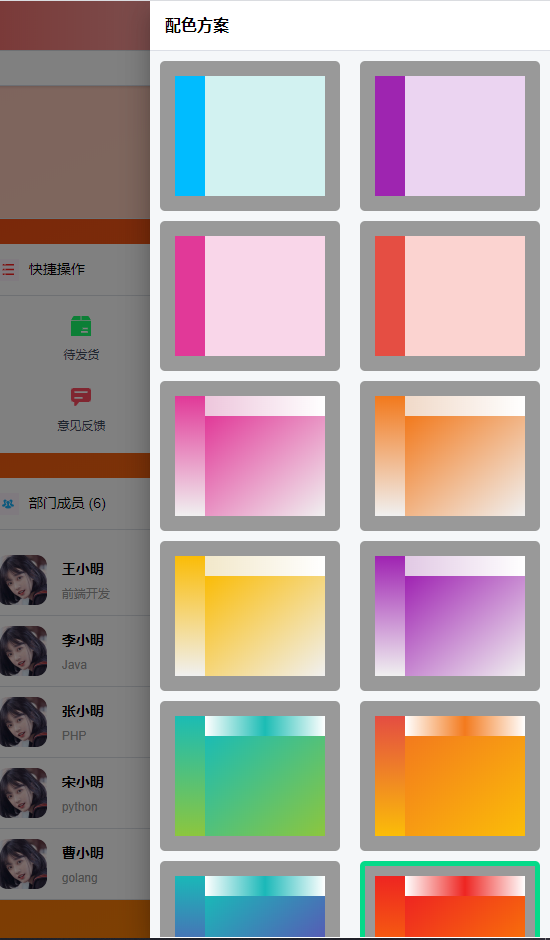 配色方案
快捷操作
待发货
意见反馈
部门成员 (6)
王小明
前端开发
李小明
Java
张小明
PHP
宋小明
python
曹小明
golang